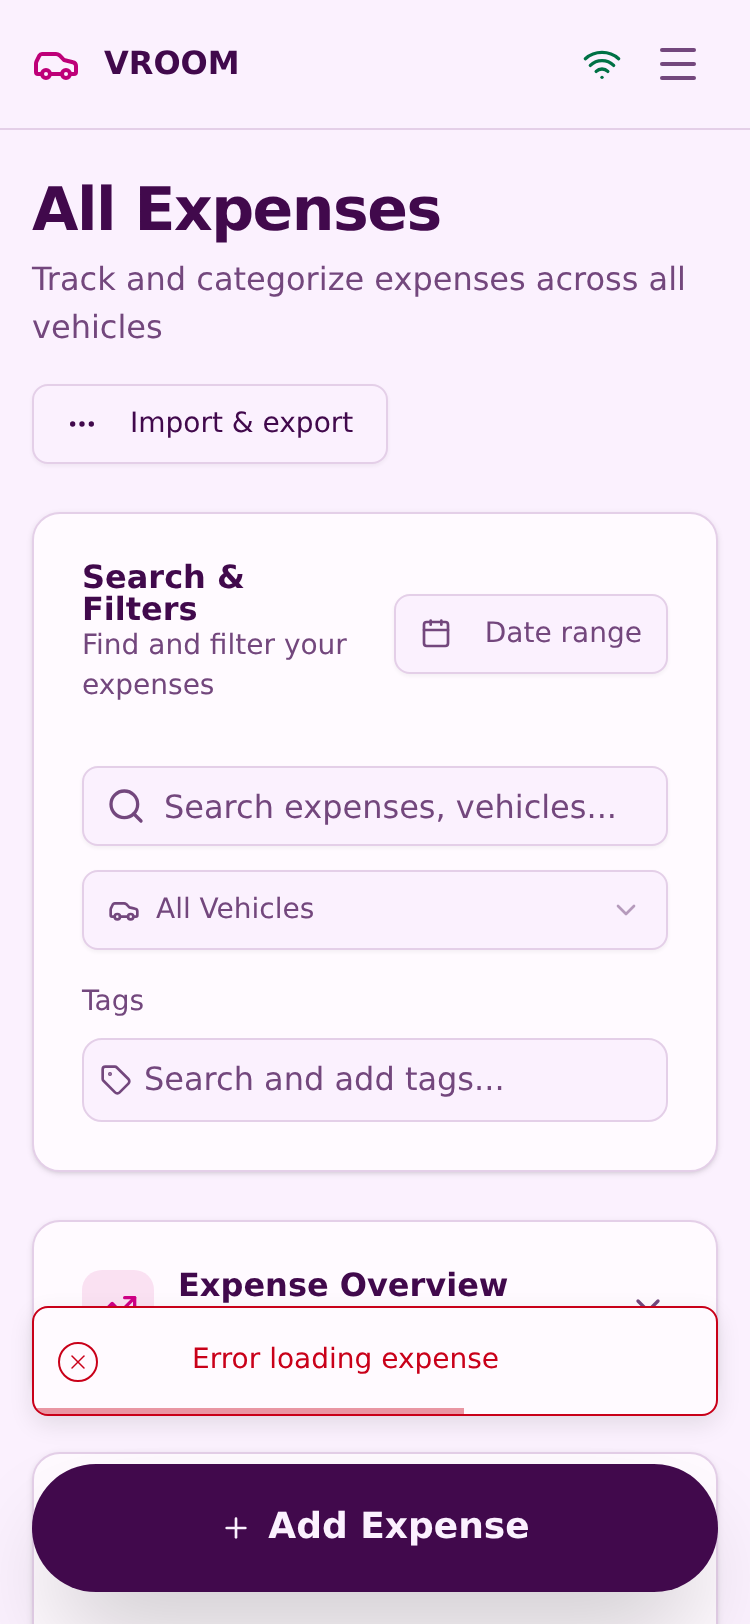 VROOM
All Expenses
Track and categorize expenses across all
vehicles
Import & export
Search &
Filters
Find and filter your
expenses
Date range
Search expenses, vehicles...
All Vehicles
Tags
Search and add tags...
Expense Overview
Error loading expense
+ Add Expense